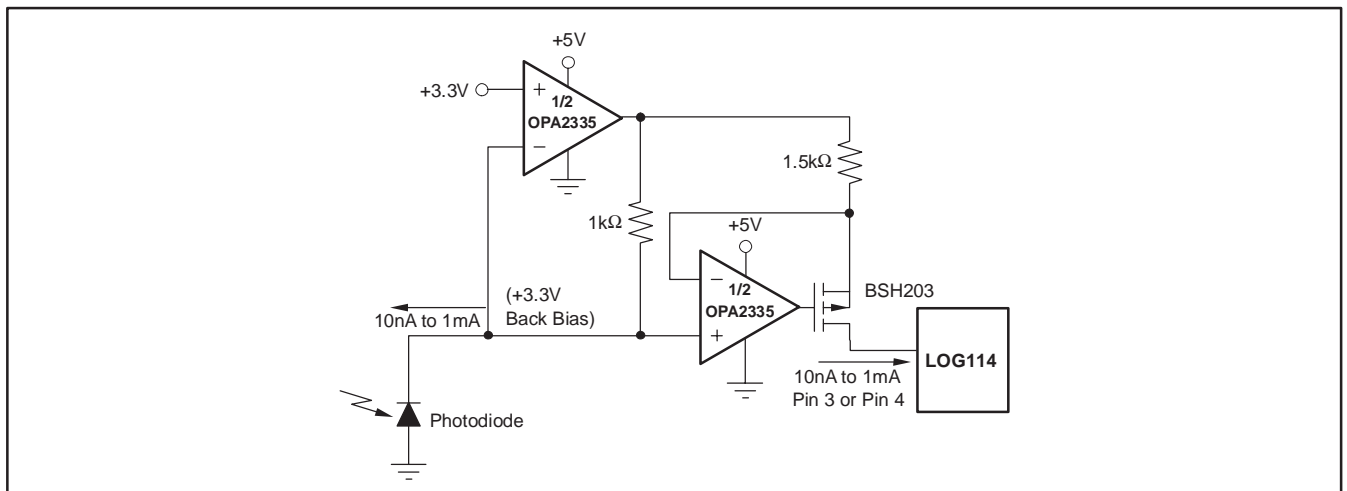 +5V
+3.3V
+
1/2
OPA2335
−
1.5kΩ
1kΩ
+5V
−
1/2
OPA2335
+
BSH203
(+3.3V
Back Bias)
10nA to 1mA
LOG114
10nA to 1mA
Pin 3 or Pin 4
Photodiode